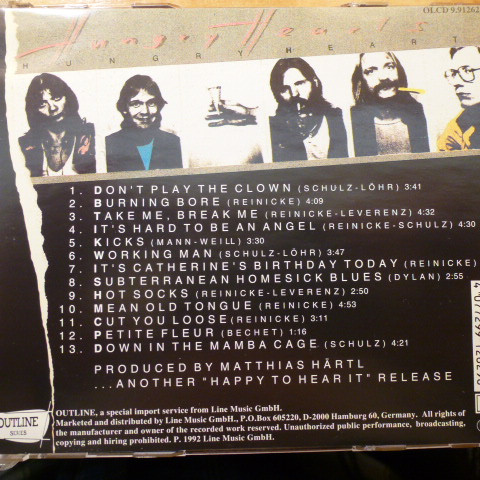 OLCD 9.91262
Hungry Hearts
HUNGRY HEART
1. DON'T PLAY THE CLOWN (SCHULZ-LÖHR) 3:41
2. BURNING BORE (REINICKE) 4:09
3. TAKE ME, BREAK ME (REINICKE-LEVERENZ) 4:32
4. IT'S HARD TO BE AN ANGEL (REINICKE-SCHULZ) 4:30
5. KICKS (MANN-WEILL) 3:30
6. WORKING MAN (SCHULZ-LÖHR) 3:47
7. IT'S CATHERINE'S BIRTHDAY TODAY (REINICKE)
8. SUBTERRANEAN HOMESICK BLUES (DYLAN) 2:55
9. HOT SOCKS (REINICKE-LEVERENZ) 2:50
10. MEAN OLD TONGUE (REINICKE) 4:53
11. CUT YOU LOOSE (REINICKE) 3:11
12. PETITE FLEUR (BECHET) 1:16
13. DOWN IN THE MAMBA CAGE (SCHULZ) 4:21
PRODUCED BY MATTHIAS HÄRTL
...ANOTHER "HAPPY TO HEAR IT" RELEASE
OUTLINE
OUTLINE, a special import service from Line Music GmbH.
Marketed and distributed by Line Music GmbH., P.O.Box 605220, D-2000 Hamburg 60, Germany. All rights of
the manufacturer and owner of the recorded work reserved. Unauthorized public performance, broadcasting,
copying and hiring prohibited. P. 1992 Line Music GmbH.